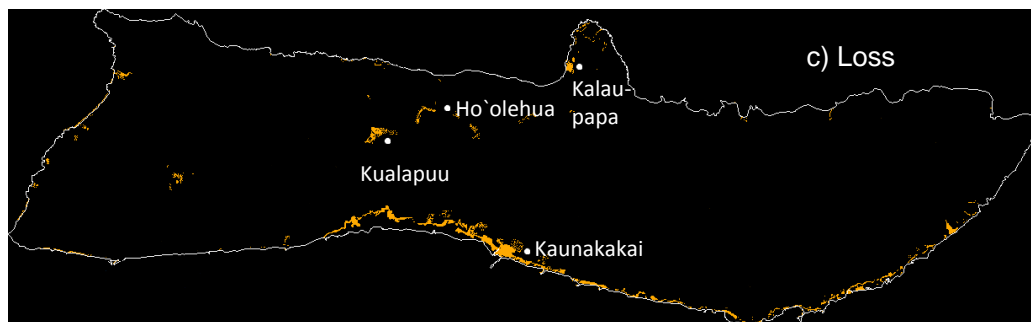 c) Loss
Kalau-
papa
Ho`olehua
Kualapuu
Kaunakakai